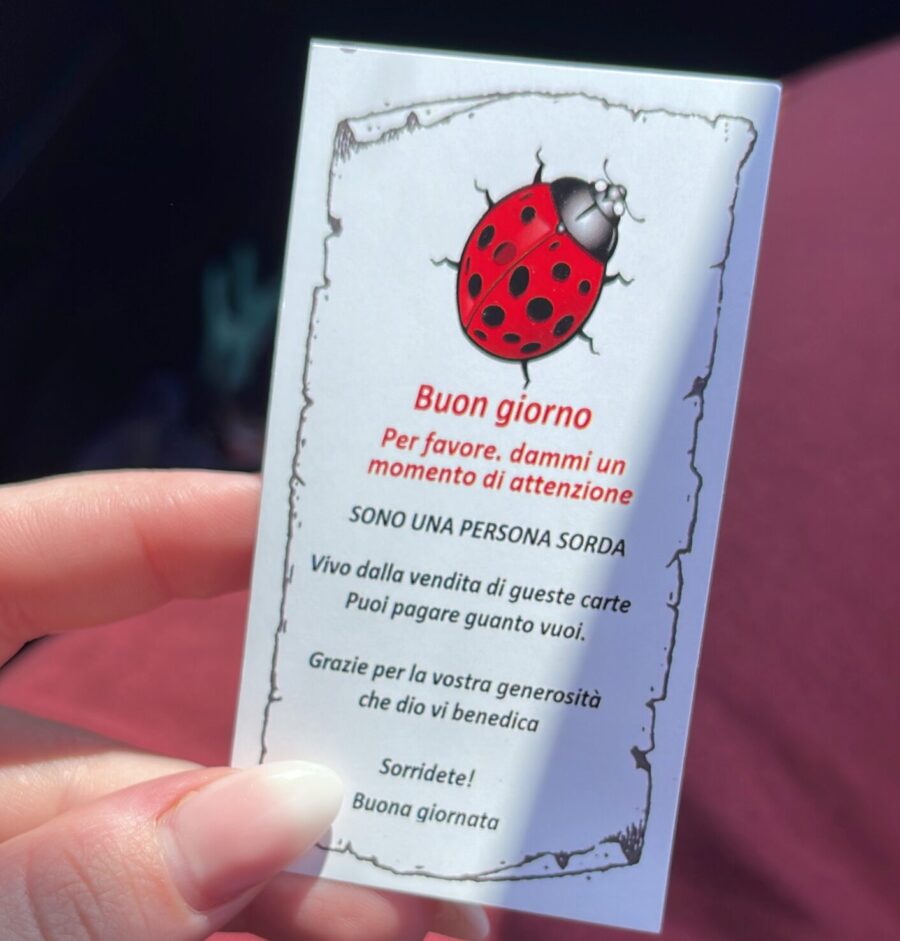 Buon giorno
Per favore. dammi un
momento di attenzione
SONO UNA PERSONA SORDA
Vivo dalla vendita di gueste carte
Puoi pagare guanto vuoi.
Grazie per la vostra generosità
che dio vi benedica
Sorridete!
Buona giornata